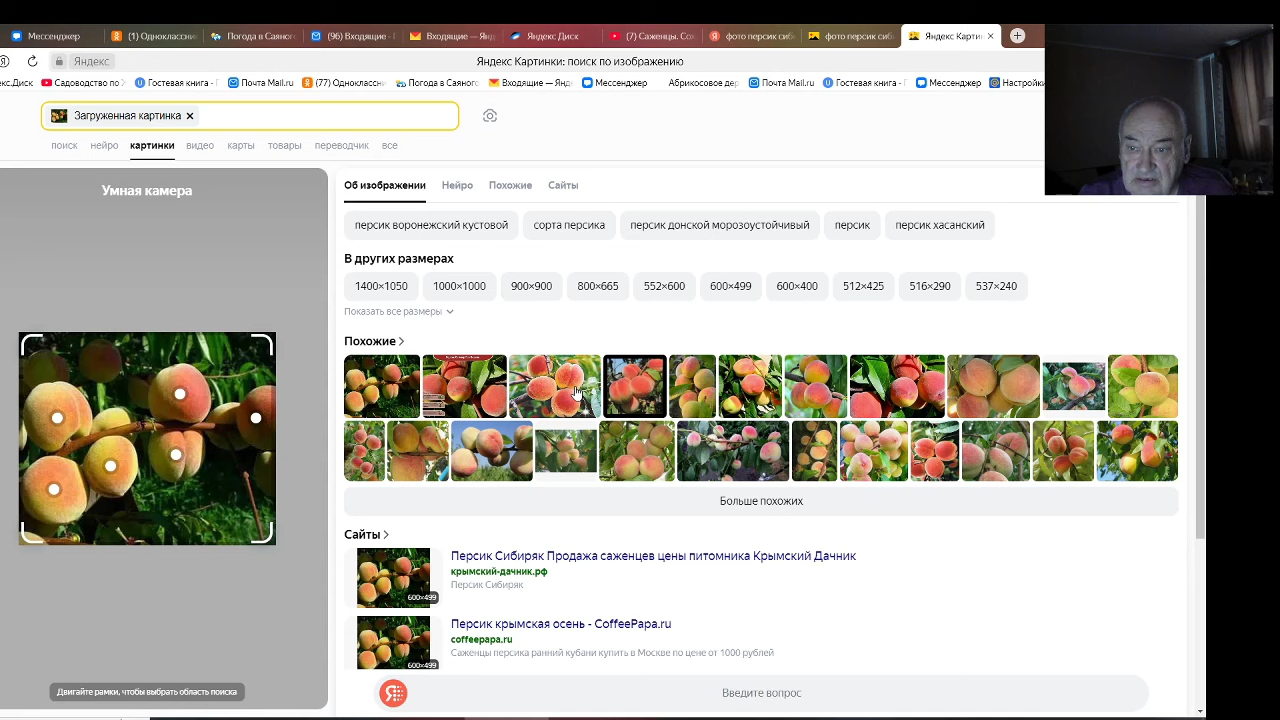 Мессенджер
(1) Одноклассни
Погода в Саяног
(96) Входящие -
Входящие — Янд
Яндекс Диск
(7) Саженцы. Со
фото персик сиб
фото персик сиб
Яндекс Карти
Яндекс
Яндекс Картинки: поиск по изображению
кс.Диск
Садоводство по
Гостевая книга - Г
Почта Mail.ru
(77) Одноклассн
Погода в Саяног
Входящие — Янд
Мессенджер
Абрикосовое дер
Почта Mail.ru
Гостевая книга - Г
Мессенджер
Настройки
Загруженная картинка
поиск
нейро
картинки
видео
карты
товары
переводчик
все
Умная камера
Об изображении
Нейро
Похожие
Сайты
персик воронежский кустовой
сорта персика
персик донской морозоустойчивый
персик
персик хасанский
В других размерах
1400×1050
1000×1000
900×900
800×665
552×600
600×499
600×400
512×425
516×290
537×240
Показать все размеры
Похожие
Больше похожих
Сайты
Персик Сибиряк Продажа саженцев цены питомника Крымский Дачник
крымский-дачник.рф
Персик Сибиряк
600×499
Персик крымская осень - CoffeePapa.ru
coffeepapa.ru
Саженцы персика ранний кубани купить в Москве по цене от 1000 рублей
600×499
Двигайте рамки, чтобы выбрать область поиска
Я
Введите вопрос